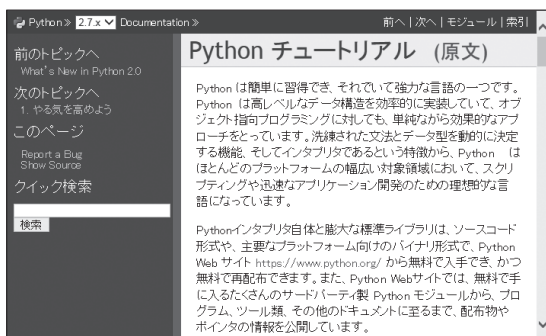 Python » 2.7.x Documentation »
前へ | 次へ | モジュール | 索引
前のトピックへ
What's New in Python 2.0
次のトピックへ
1. やる気を高めよう
このページ
Report a Bug
Show Source
クイック検索
検索
Python チュートリアル (原文)
Python は簡単に習得でき、それでいて強力な言語の一つです。
Python は高レベルなデータ構造を効率的に実装していて、オブ
ジェクト指向プログラミングに対しても、単純ながら効果的なアプ
ローチをとっています。洗練された文法とデータ型を動的に決定
する機能、そしてインタプリタであるという特徴から、Python は
ほとんどのプラットフォームの幅広い対象領域において、スクリ
プティングや迅速なアプリケーション開発のための理想的な言
語になっています。
Pythonインタプリタ自体と膨大な標準ライブラリは、ソースコード
形式や、主要なプラットフォーム向けのバイナリ形式で、Python
Web サイト https://www.python.org/ から無料で入手でき、かつ
無料で再配布できます。また、Python Webサイトでは、無料で手
に入るたくさんのサードパーティ製 Python モジュールから、プロ
グラム、ツール類、その他のドキュメントに至るまで、配布物や
ポインタの情報を公開しています。